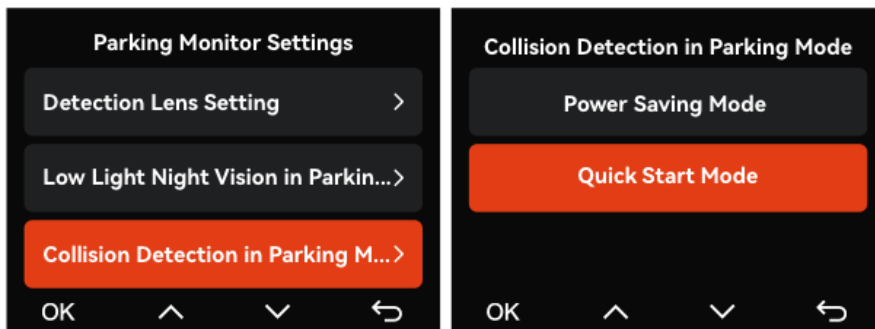 Parking Monitor Settings
Detection Lens Setting
Low Light Night Vision in Parkin...
Collision Detection in Parking M...
OK
Collision Detection in Parking Mode
Power Saving Mode
Quick Start Mode
OK